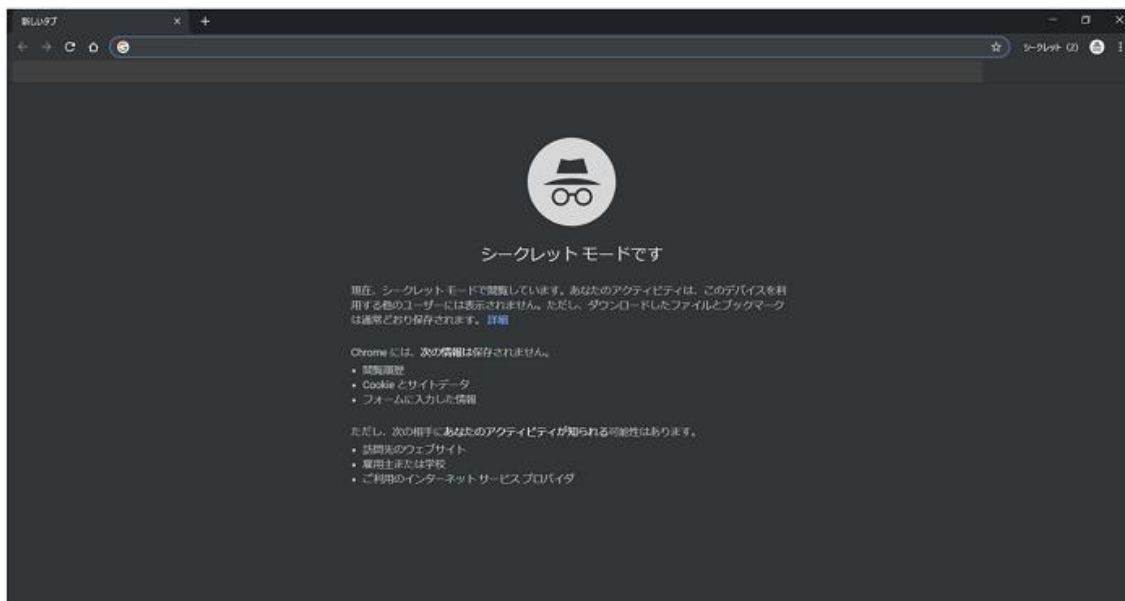 新しいタブ
シークレット (2)
シークレット モードです
現在、シークレット モードで閲覧しています。あなたのアクティビティは、このデバイスを利
用する他のユーザーには表示されません。ただし、ダウンロードしたファイルとブックマーク
は通常どおり保存されます。 詳細
Chrome には、次の情報は保存されません。
• 閲覧履歴
• Cookie とサイトデータ
• フォームに入力した情報
ただし、次の相手にあなたのアクティビティが知られる可能性はあります。
• 訪問先のウェブサイト
• 雇用主または学校
• ご利用のインターネット サービス プロバイダ